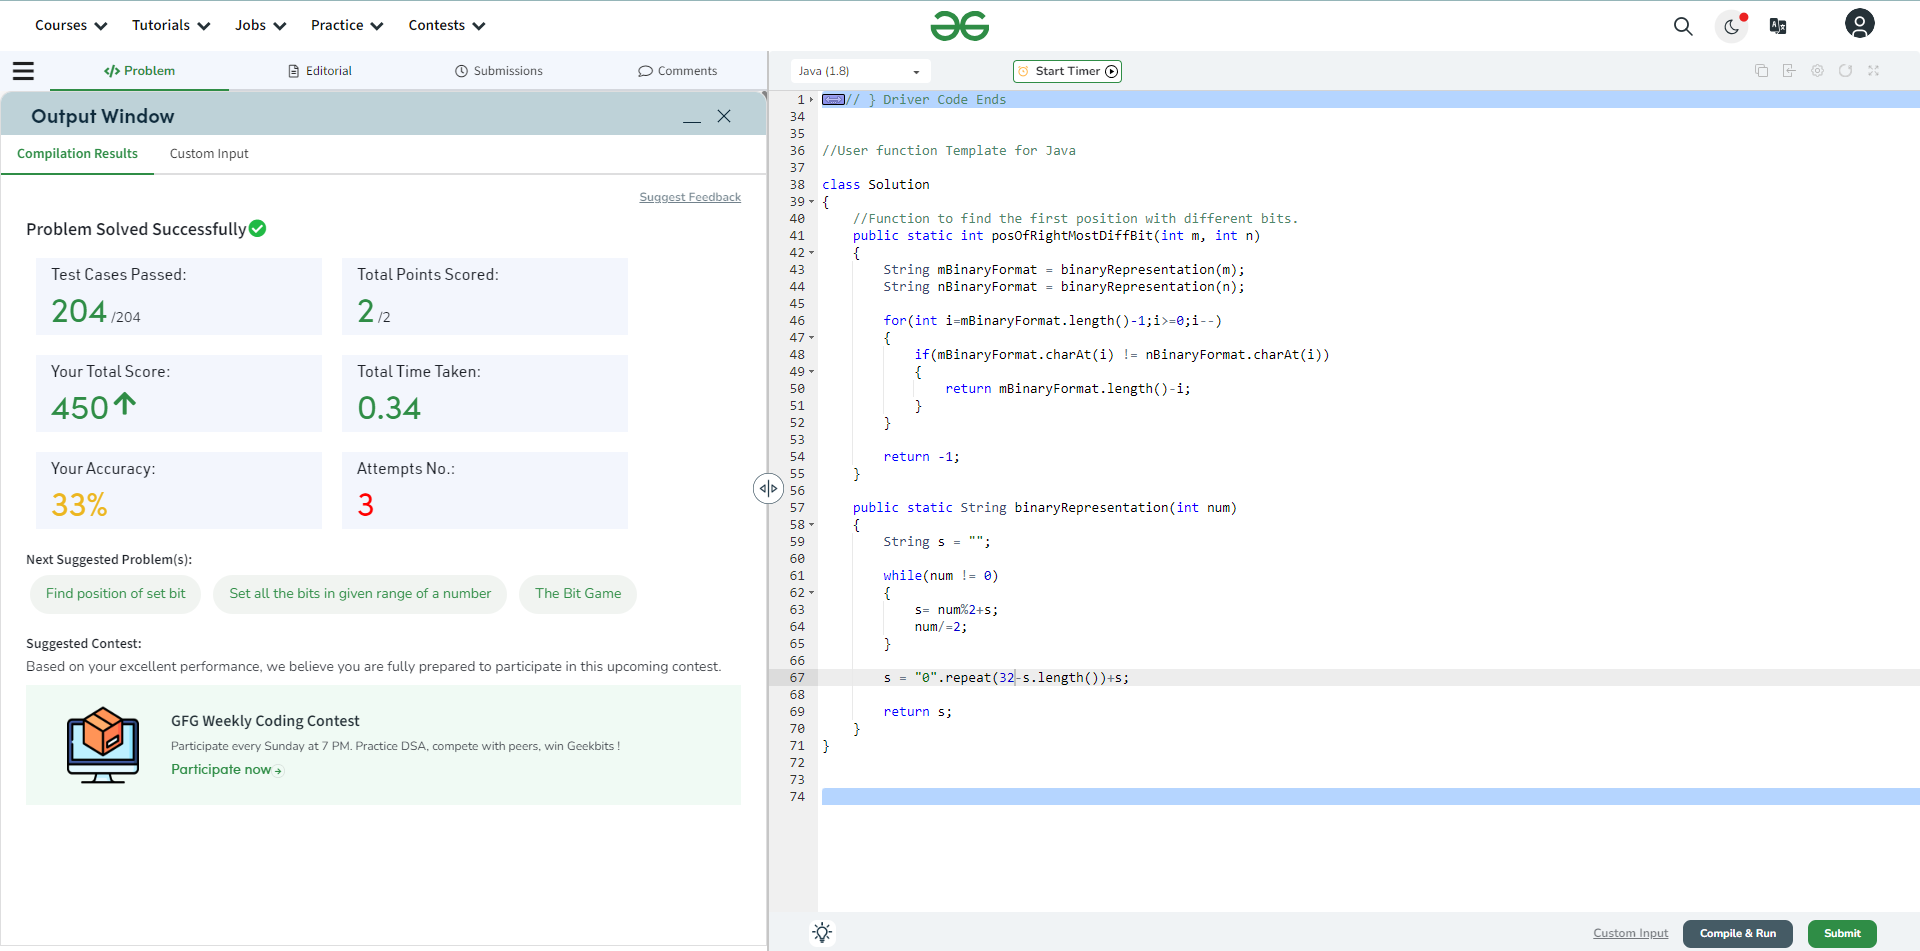 Courses Tutorials Jobs Practice Contests
Problem Editorial Submissions Comments
Output Window
Compilation Results Custom Input
Suggest Feedback
Problem Solved Successfully
Test Cases Passed: Total Points Scored:
204 /204 2 /2
Your Total Score: Total Time Taken:
450 0.34
Your Accuracy: Attempts No.:
33% 3
Next Suggested Problem(s):
Find position of set bit Set all the bits in given range of a number The Bit Game
Suggested Contest:
Based on your excellent performance, we believe you are fully prepared to participate in this upcoming contest.
GFG Weekly Coding Contest
Participate every Sunday at 7 PM. Practice DSA, compete with peers, win Geekbits !
Participate now
Java (1.8) Start Timer
1 // } Driver Code Ends
34
35
36 //User function Template for Java
37
38 class Solution
39 {
40 //Function to find the first position with different bits.
41 public static int posOfRightMostDiffBit(int m, int n)
42 {
43 String mBinaryFormat = binaryRepresentation(m);
44 String nBinaryFormat = binaryRepresentation(n);
45
46 for(int i=mBinaryFormat.length()-1;i>=0;i--)
47 {
48 if(mBinaryFormat.charAt(i) != nBinaryFormat.charAt(i))
49 {
50 return mBinaryFormat.length()-i;
51 }
52 }
53
54 return -1;
55 }
56
57 public static String binaryRepresentation(int num)
58 {
59 String s = "";
60
61 while(num != 0)
62 {
63 s= num%2+s;
64 num/=2;
65 }
66
67 s = "0".repeat(32-s.length())+s;
68
69 return s;
70 }
71 }
72
73
74
Custom Input Compile & Run Submit